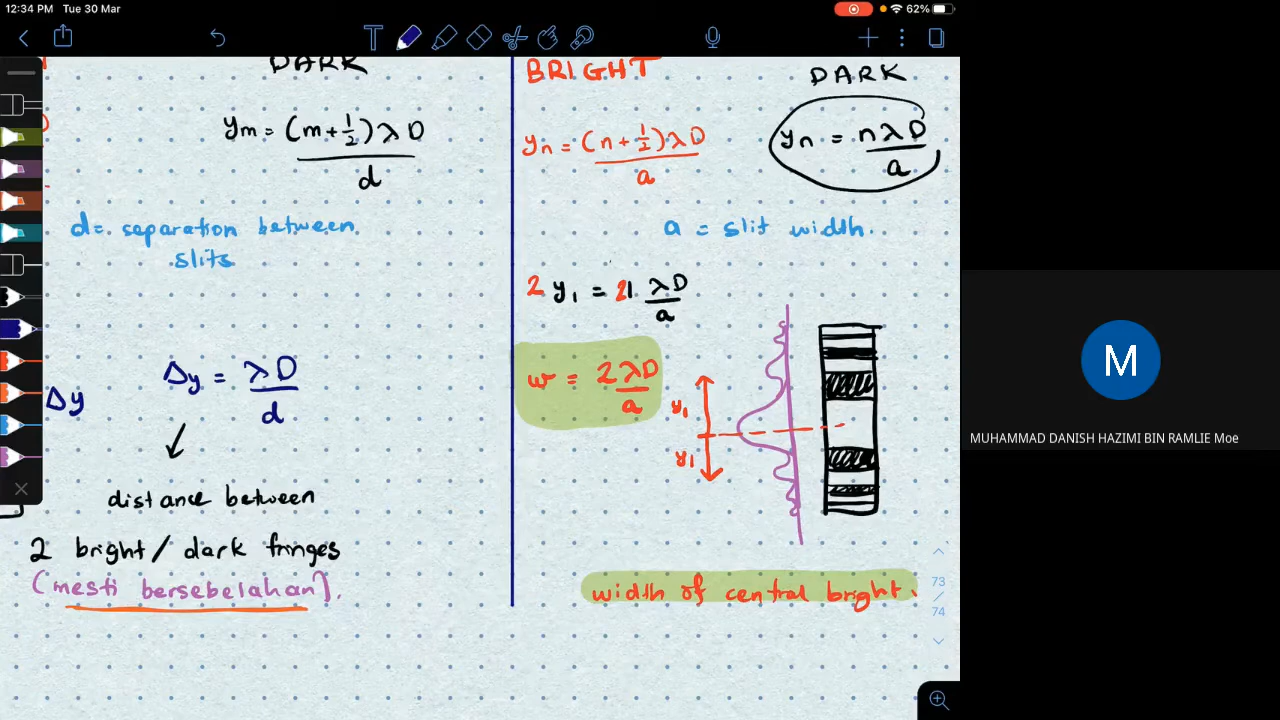 12:34 PM Tue 30 Mar
62%
DARK
ym = (m+1/2)λD
d
d = separation between
slits
Δy = λD
d
Δy
distance between
2 bright / dark fringes
(mesti bersebelahan).
BRIGHT
yn = (n+1/2)λD
a
DARK
yn = nλD
a
a = slit width.
2 y1 = 21 λD
a
w = 2λD
a
y1
y1
width of central bright.
73
/
74
M
MUHAMMAD DANISH HAZIMI BIN RAMLIE Moe